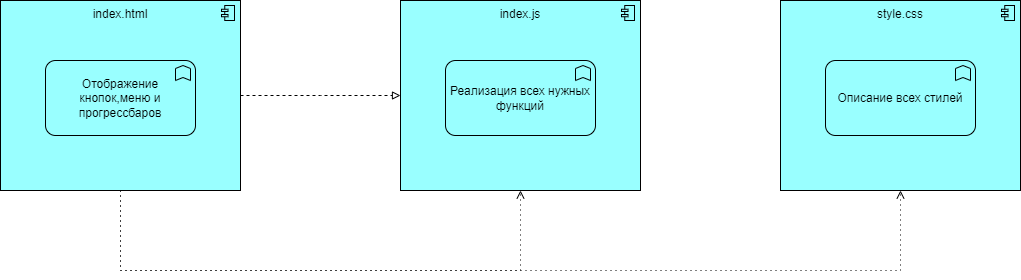 index.html
index.js
style.css
Отображение
кнопок,меню и
прогрессбаров
Реализация всех нужных
функций
Описание всех стилей